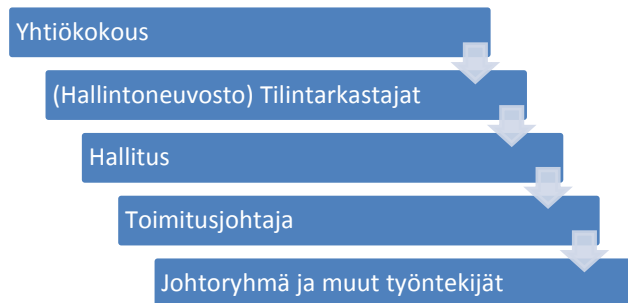 Yhtiökokous
(Hallintoneuvosto) Tilintarkastajat
Hallitus
Toimitusjohtaja
Johtoryhmä ja muut työntekijät